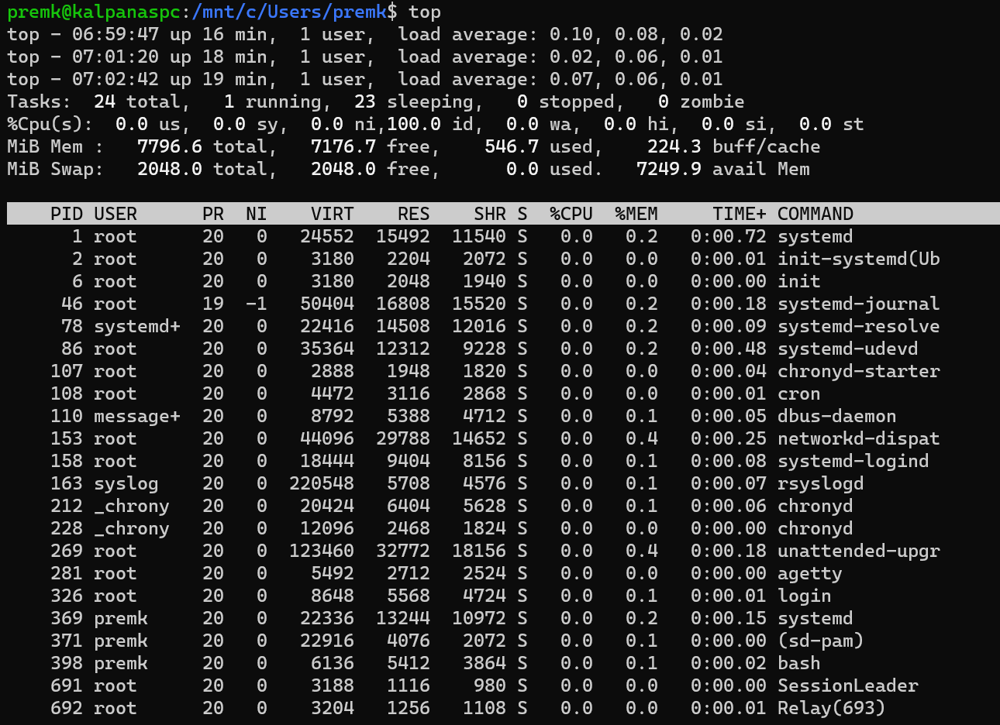 premk@kalpanaspc:/mnt/c/Users/premk$ top
top - 06:59:47 up 16 min,  1 user,  load average: 0.10, 0.08, 0.02
top - 07:01:20 up 18 min,  1 user,  load average: 0.02, 0.06, 0.01
top - 07:02:42 up 19 min,  1 user,  load average: 0.07, 0.06, 0.01
Tasks:  24 total,   1 running,  23 sleeping,   0 stopped,   0 zombie
%Cpu(s):  0.0 us,  0.0 sy,  0.0 ni,100.0 id,  0.0 wa,  0.0 hi,  0.0 si,  0.0 st
MiB Mem :   7796.6 total,   7176.7 free,    546.7 used,    224.3 buff/cache
MiB Swap:   2048.0 total,   2048.0 free,      0.0 used.   7249.9 avail Mem
    PID USER      PR  NI    VIRT    RES    SHR S  %CPU  %MEM     TIME+ COMMAND
      1 root      20   0   24552  15492  11540 S   0.0   0.2   0:00.72 systemd
      2 root      20   0    3180   2204   2072 S   0.0   0.0   0:00.01 init-systemd(Ub
      6 root      20   0    3180   2048   1940 S   0.0   0.0   0:00.00 init
     46 root      19  -1   50404  16808  15520 S   0.0   0.2   0:00.18 systemd-journal
     78 systemd+  20   0   22416  14508  12016 S   0.0   0.2   0:00.09 systemd-resolve
     86 root      20   0   35364  12312   9228 S   0.0   0.2   0:00.48 systemd-udevd
    107 root      20   0    2888   1948   1820 S   0.0   0.0   0:00.04 chronyd-starter
    108 root      20   0    4472   3116   2868 S   0.0   0.0   0:00.01 cron
    110 message+  20   0    8792   5388   4712 S   0.0   0.1   0:00.05 dbus-daemon
    153 root      20   0   44096  29788  14652 S   0.0   0.4   0:00.25 networkd-dispat
    158 root      20   0   18444   9404   8156 S   0.0   0.1   0:00.08 systemd-logind
    163 syslog    20   0  220548   5708   4576 S   0.0   0.1   0:00.07 rsyslogd
    212 _chrony   20   0   20424   6404   5628 S   0.0   0.1   0:00.06 chronyd
    228 _chrony   20   0   12096   2468   1824 S   0.0   0.0   0:00.00 chronyd
    269 root      20   0  123460  32772  18156 S   0.0   0.4   0:00.18 unattended-upgr
    281 root      20   0    5492   2712   2524 S   0.0   0.0   0:00.00 agetty
    326 root      20   0    8648   5568   4724 S   0.0   0.1   0:00.01 login
    369 premk     20   0   22336  13244  10972 S   0.0   0.2   0:00.15 systemd
    371 premk     20   0   22916   4076   2072 S   0.0   0.1   0:00.00 (sd-pam)
    398 premk     20   0    6136   5412   3864 S   0.0   0.1   0:00.02 bash
    691 root      20   0    3188   1116    980 S   0.0   0.0   0:00.00 SessionLeader
    692 root      20   0    3204   1256   1108 S   0.0   0.0   0:00.01 Relay(693)